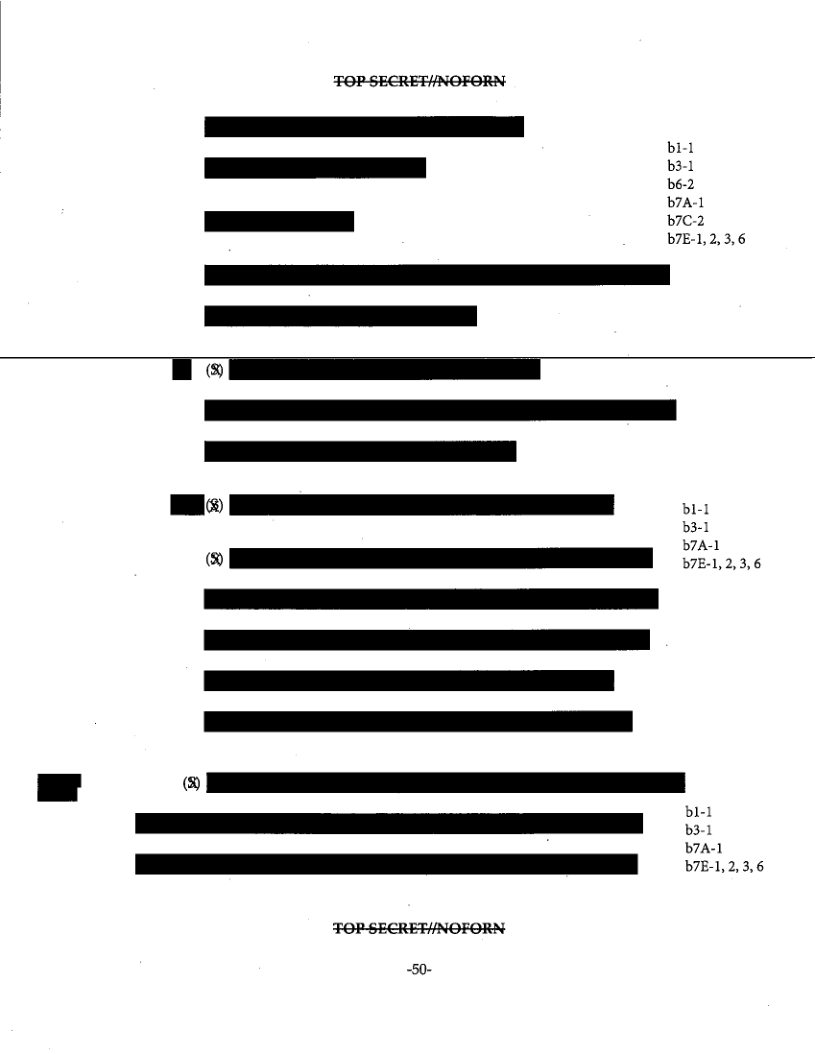 TOP SECRET//NOFORN
b1-1
b3-1
b6-2
b7A-1
b7C-2
b7E-1, 2, 3, 6
(S)
(S)
b1-1
b3-1
b7A-1
(S)
b7E-1, 2, 3, 6
(S)
b1-1
b3-1
b7A-1
b7E-1, 2, 3, 6
TOP SECRET//NOFORN
-50-